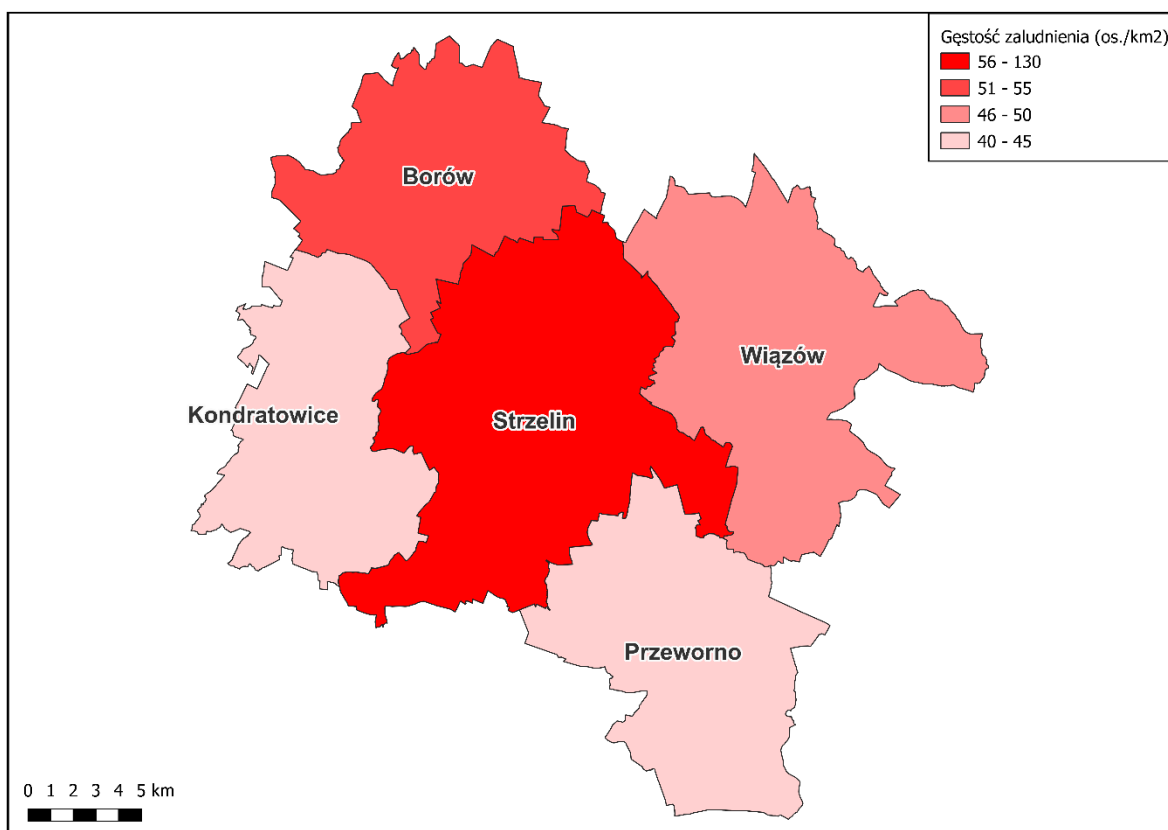 Gęstość zaludnienia (os./km2)
56 - 130
51 - 55
46 - 50
40 - 45
Borów
Wiązów
Kondratowice
Strzelin
Przeworno
0 1 2 3 4 5 km